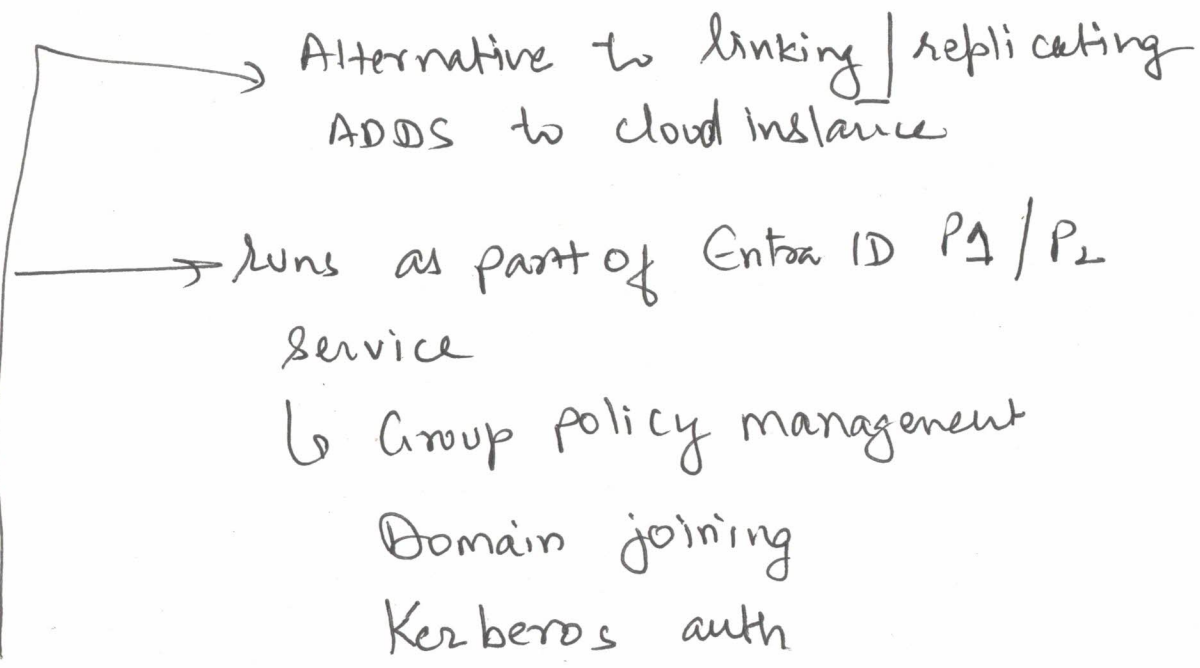 Alternative to linking / replicating
ADDS to cloud instance
runs as part of Entra ID P1 / P2
service
Group policy management
Domain joining
Kerberos auth